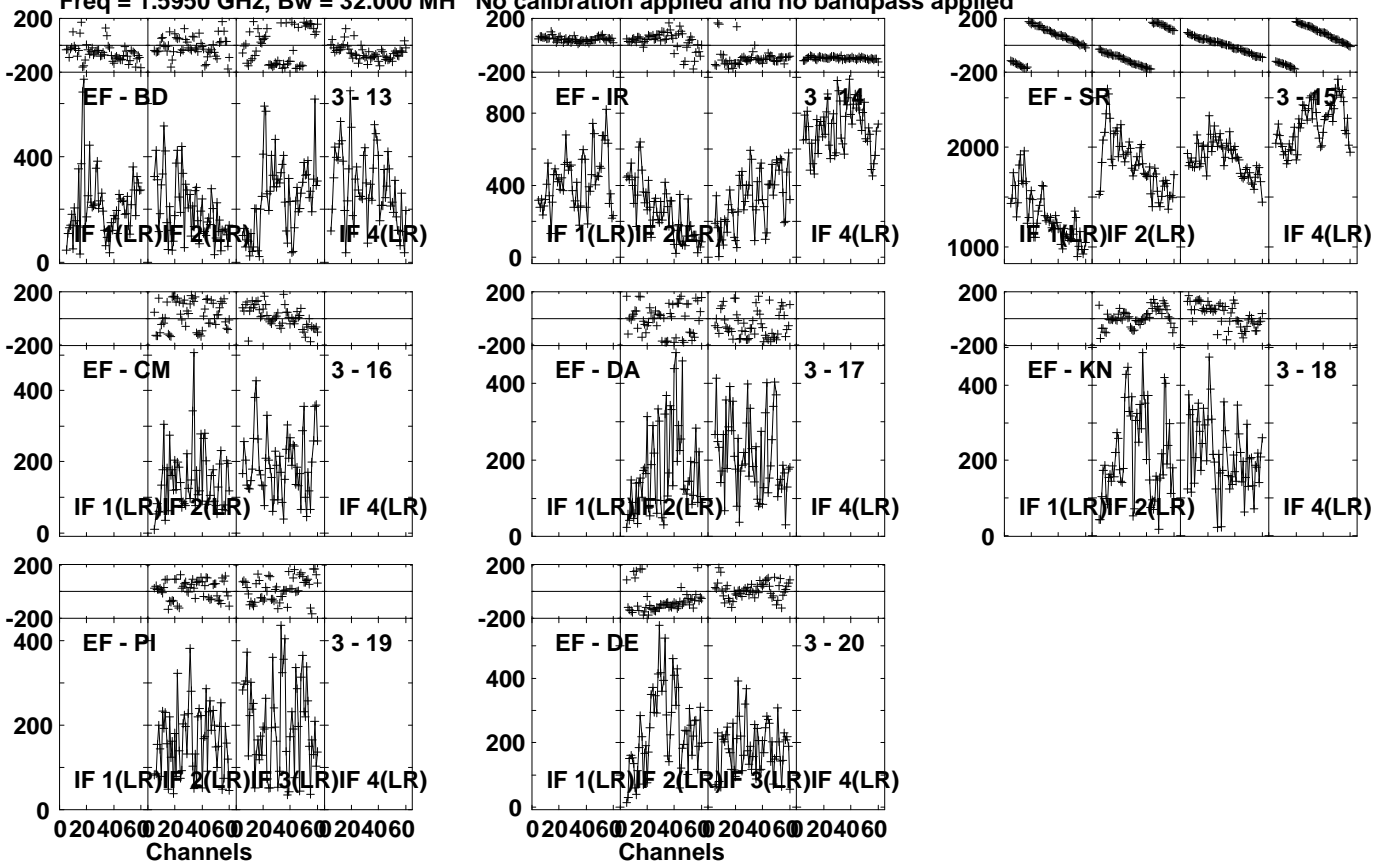 Freq = 1.5950 GHz, Bw = 32.000 MH No calibration applied and no bandpass applied
200 200 200
-200 -200 -200
EF - BD 3 - 13 EF - IR 3 - 14 EF - SR 3 - 15
800
2000
400 400
IF 1(LR) IF 2(LR) IF 4(LR) IF 1(LR) IF 2(LR) IF 4(LR) IF 1(LR) IF 2(LR) IF 4(LR)
1000
0 0
200 200 200
-200 -200 -200
EF - CM 3 - 16 EF - DA 3 - 17 EF - KN 3 - 18
400 400 400
200 200 200
IF 1(LR) IF 2(LR) IF 4(LR) IF 1(LR) IF 2(LR) IF 4(LR) IF 1(LR) IF 2(LR) IF 4(LR)
0 0 0
200 200
-200 -200
EF - PI 3 - 19 EF - DE 3 - 20
400 400
200 200
IF 1(LR) IF 2(LR) IF 3(LR) IF 4(LR) IF 1(LR) IF 2(LR) IF 3(LR) IF 4(LR)
0 0
0 20 40 60 0 20 40 60 0 20 40 60 0 20 40 60 0 20 40 60 0 20 40 60 0 20 40 60 0 20 40 60
Channels Channels